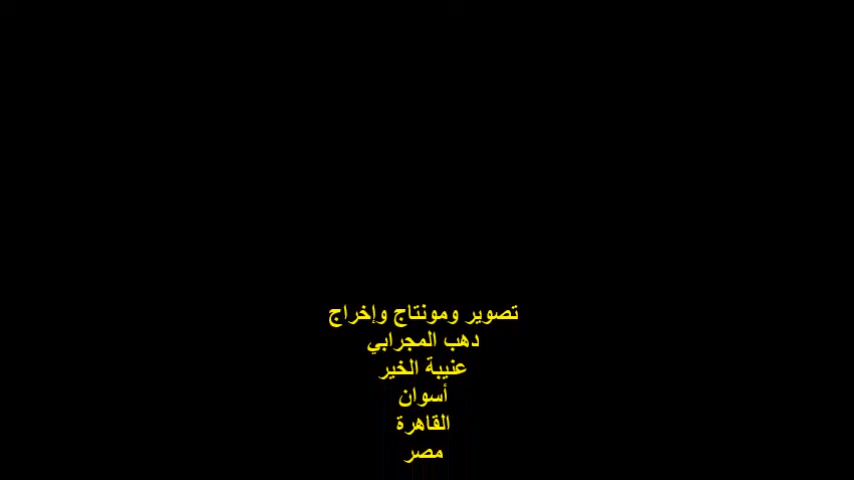 تصوير ومونتاج وإخراج
دهب المجرابي
عنيبة الخير
أسوان
القاهرة
مصر